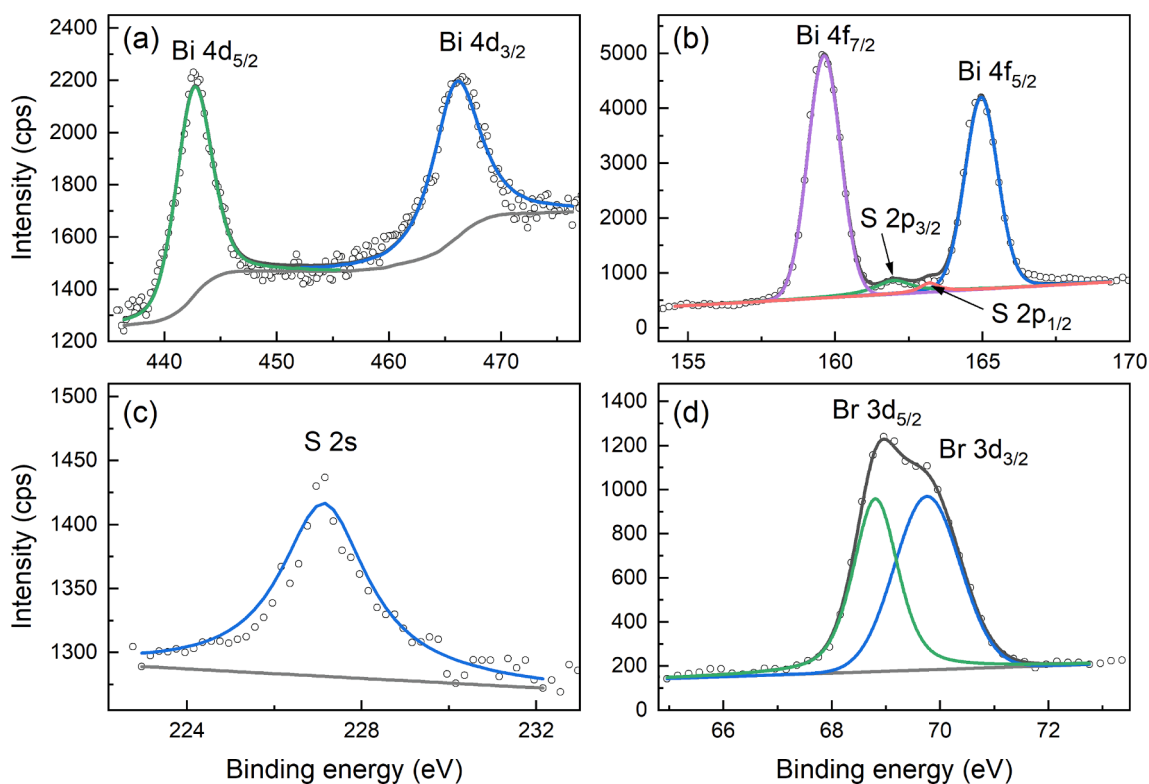 (a)
Bi 4d5/2
Bi 4d3/2
Intensity (cps)
2400
2200
2000
1800
1600
1400
1200
440
450
460
470
(b)
Bi 4f7/2
Bi 4f5/2
S 2p3/2
S 2p1/2
5000
4000
3000
2000
1000
0
155
160
165
170
(c)
S 2s
Intensity (cps)
1500
1450
1400
1350
1300
224
228
232
Binding energy (eV)
(d)
Br 3d5/2
Br 3d3/2
1400
1200
1000
800
600
400
200
0
66
68
70
72
Binding energy (eV)